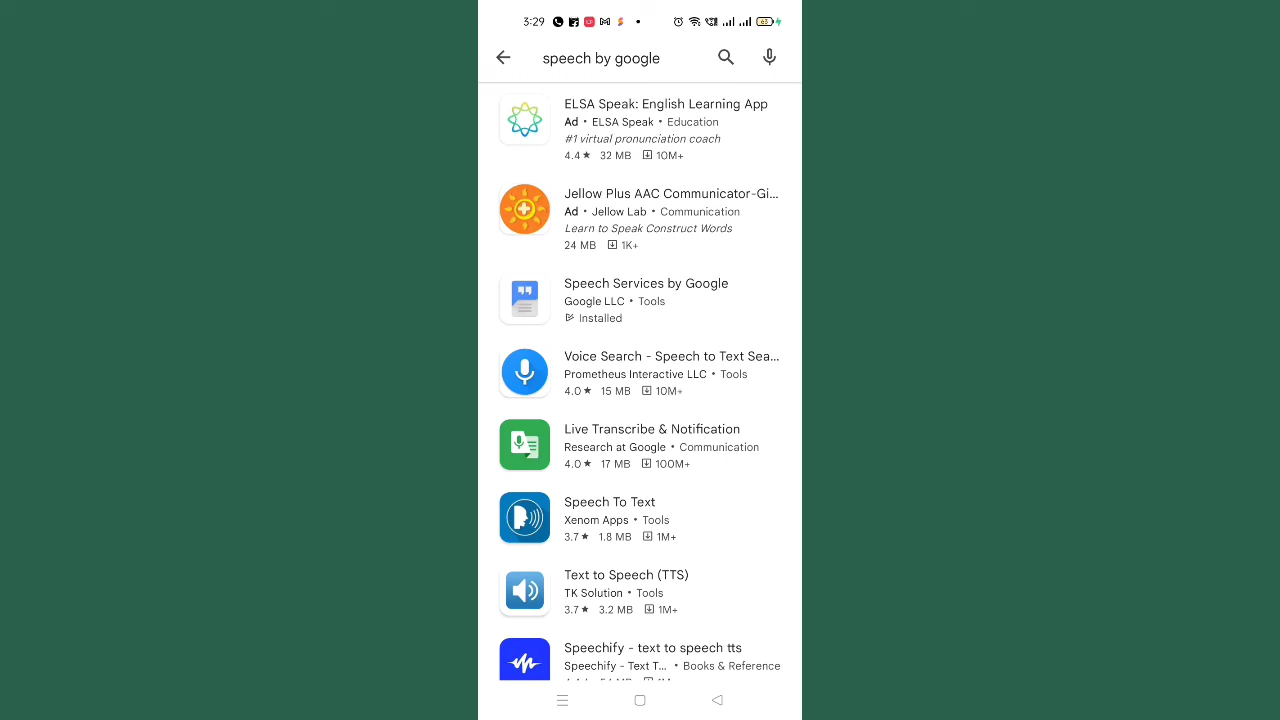 3:29
63
speech by google
ELSA Speak: English Learning App
Ad • ELSA Speak • Education
#1 virtual pronunciation coach
4.4★ 32 MB 10M+
Jellow Plus AAC Communicator-Gi...
Ad • Jellow Lab • Communication
Learn to Speak Construct Words
24 MB 1K+
Speech Services by Google
Google LLC • Tools
Installed
Voice Search - Speech to Text Sea...
Prometheus Interactive LLC • Tools
4.0★ 15 MB 10M+
Live Transcribe & Notification
Research at Google • Communication
4.0★ 17 MB 100M+
Speech To Text
Xenom Apps • Tools
3.7★ 1.8 MB 1M+
Text to Speech (TTS)
TK Solution • Tools
3.7★ 3.2 MB 1M+
Speechify - text to speech tts
Speechify - Text T... • Books & Reference